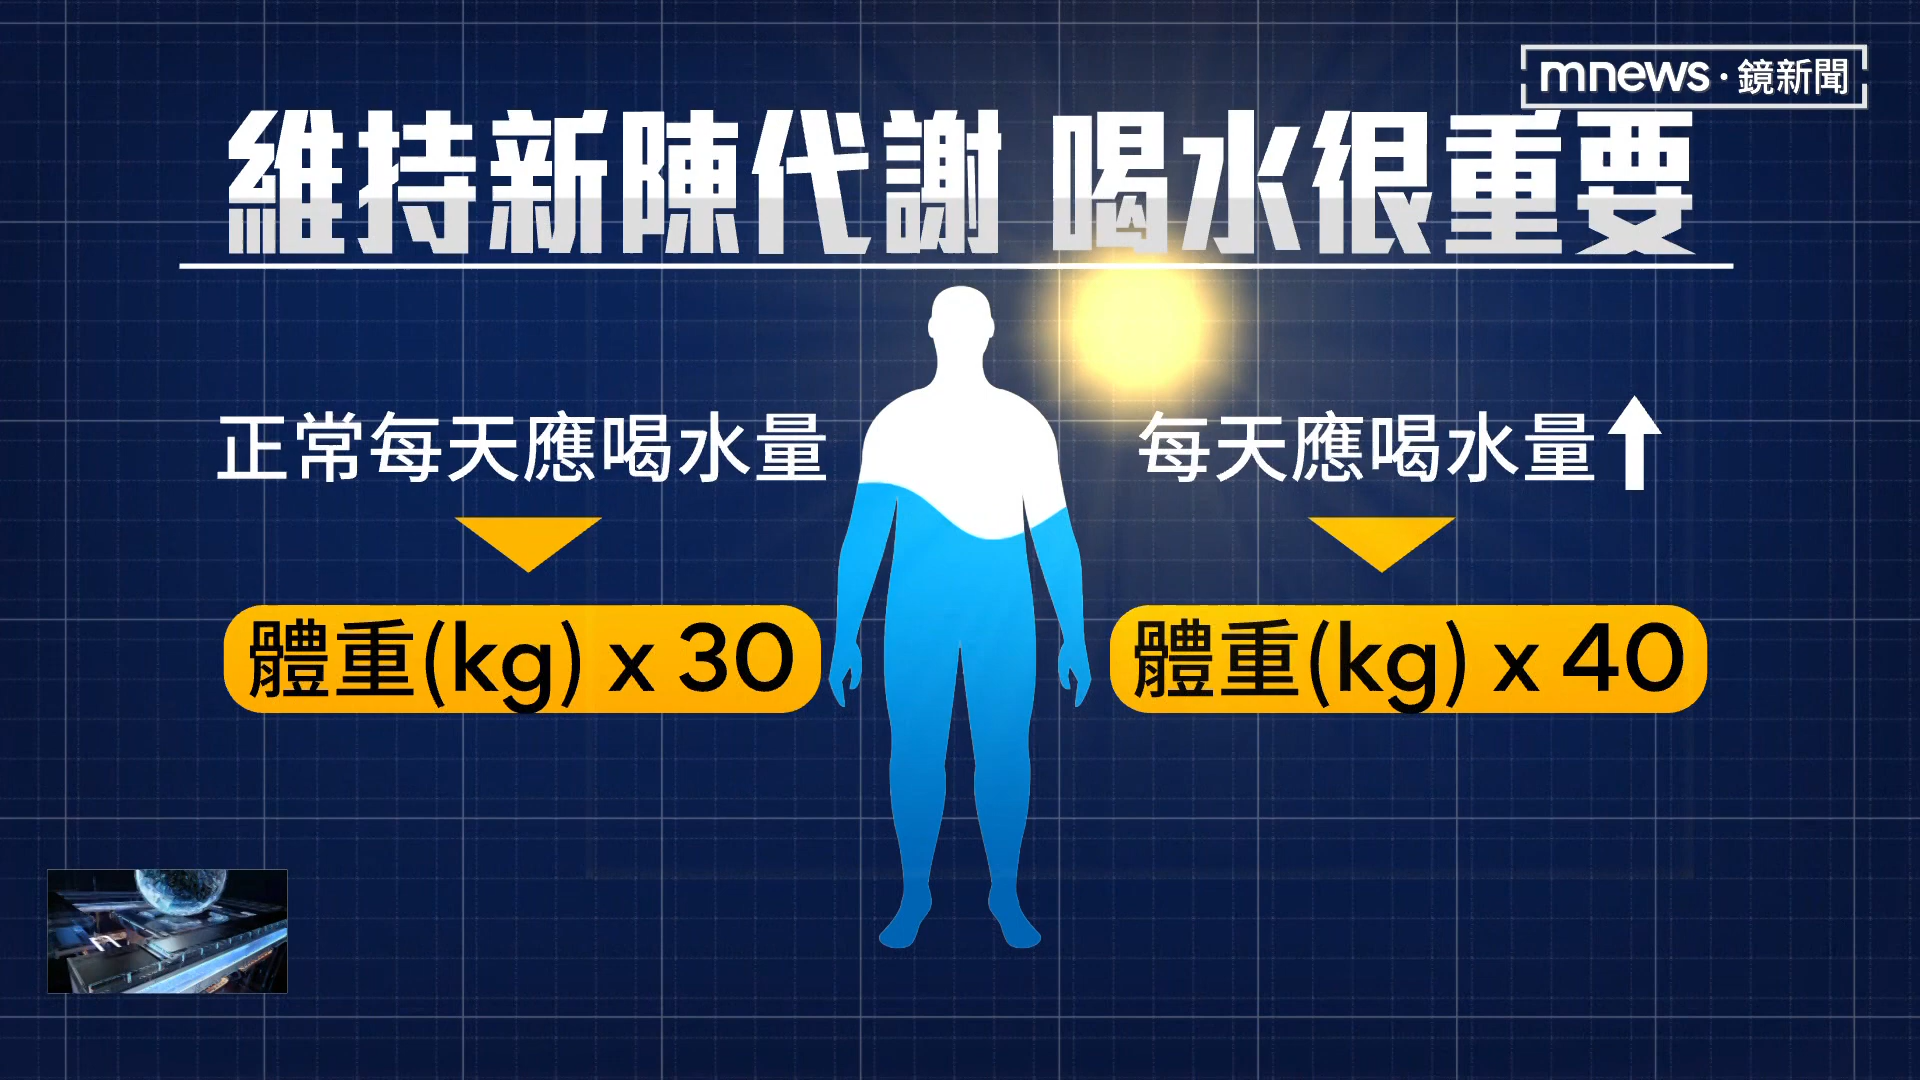 mnews·鏡新聞
維持新陳代謝 喝水很重要
正常每天應喝水量
體重(kg) x 30
每天應喝水量↑
體重(kg) x 40